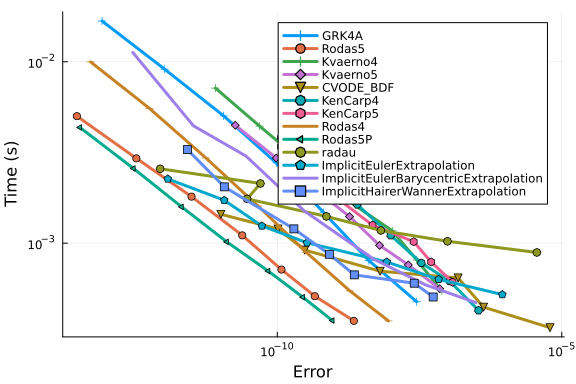 GRK4A
Rodas5
Kvaerno4
Kvaerno5
CVODE_BDF
KenCarp4
KenCarp5
Rodas4
Rodas5P
radau
ImplicitEulerExtrapolation
ImplicitEulerBarycentricExtrapolation
ImplicitHairerWannerExtrapolation
Time (s)
10⁻²
10⁻³
10⁻¹⁰
10⁻⁵
Error